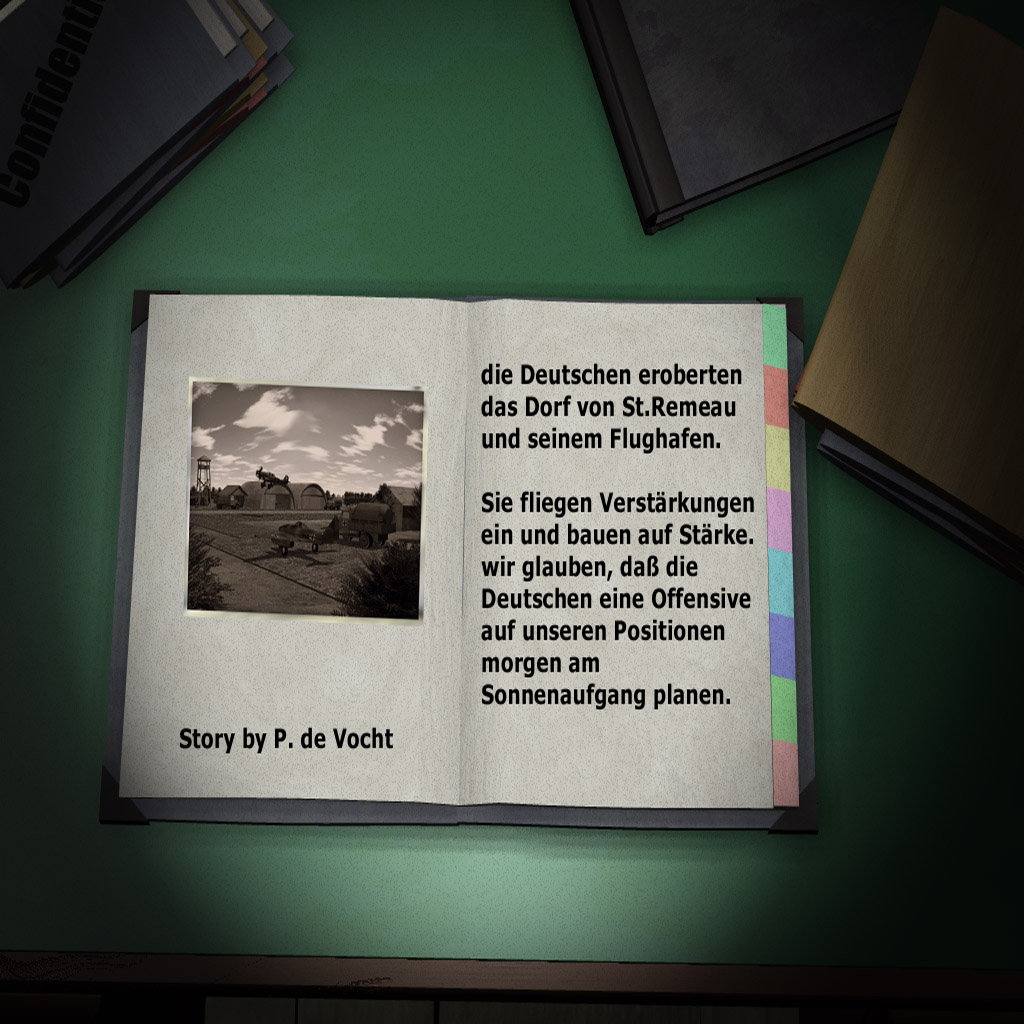 Confidential
die Deutschen eroberten
das Dorf von St.Remeau
und seinem Flughafen.
Sie fliegen Verstärkungen
ein und bauen auf Stärke.
wir glauben, daß die
Deutschen eine Offensive
auf unseren Positionen
morgen am
Sonnenaufgang planen.
Story by P. de Vocht